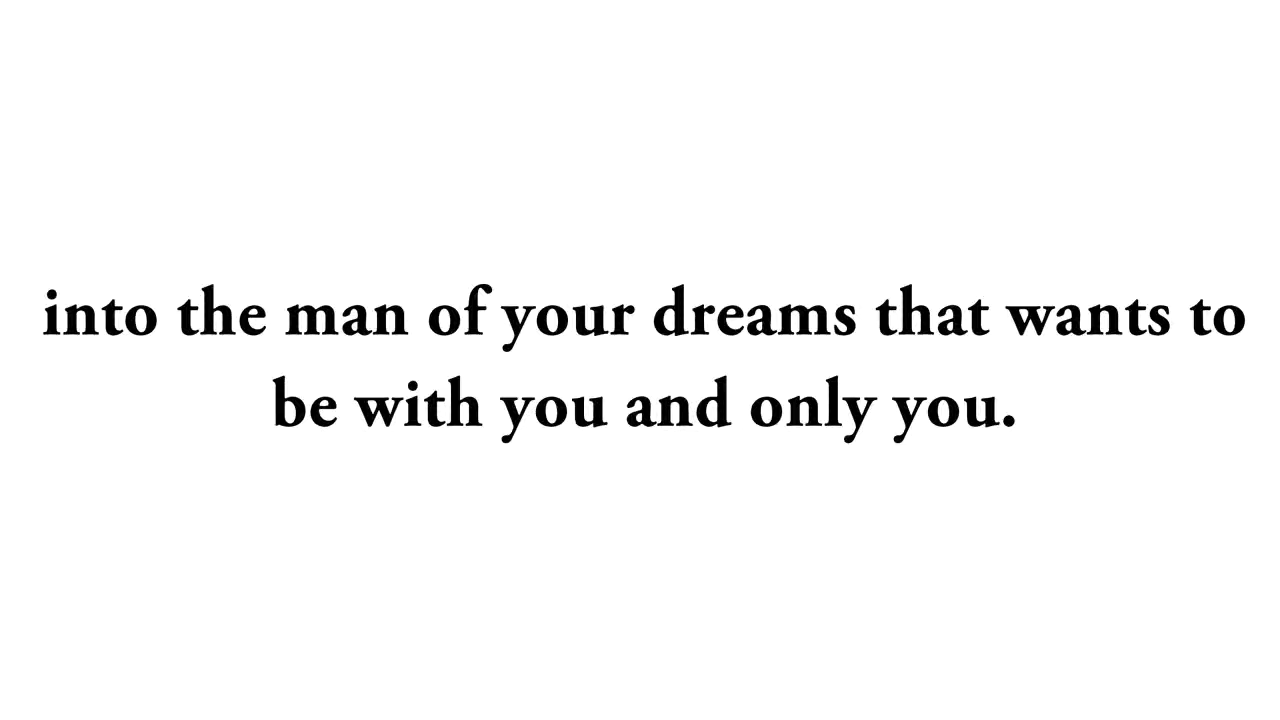 into the man of your dreams that wants to
be with you and only you.